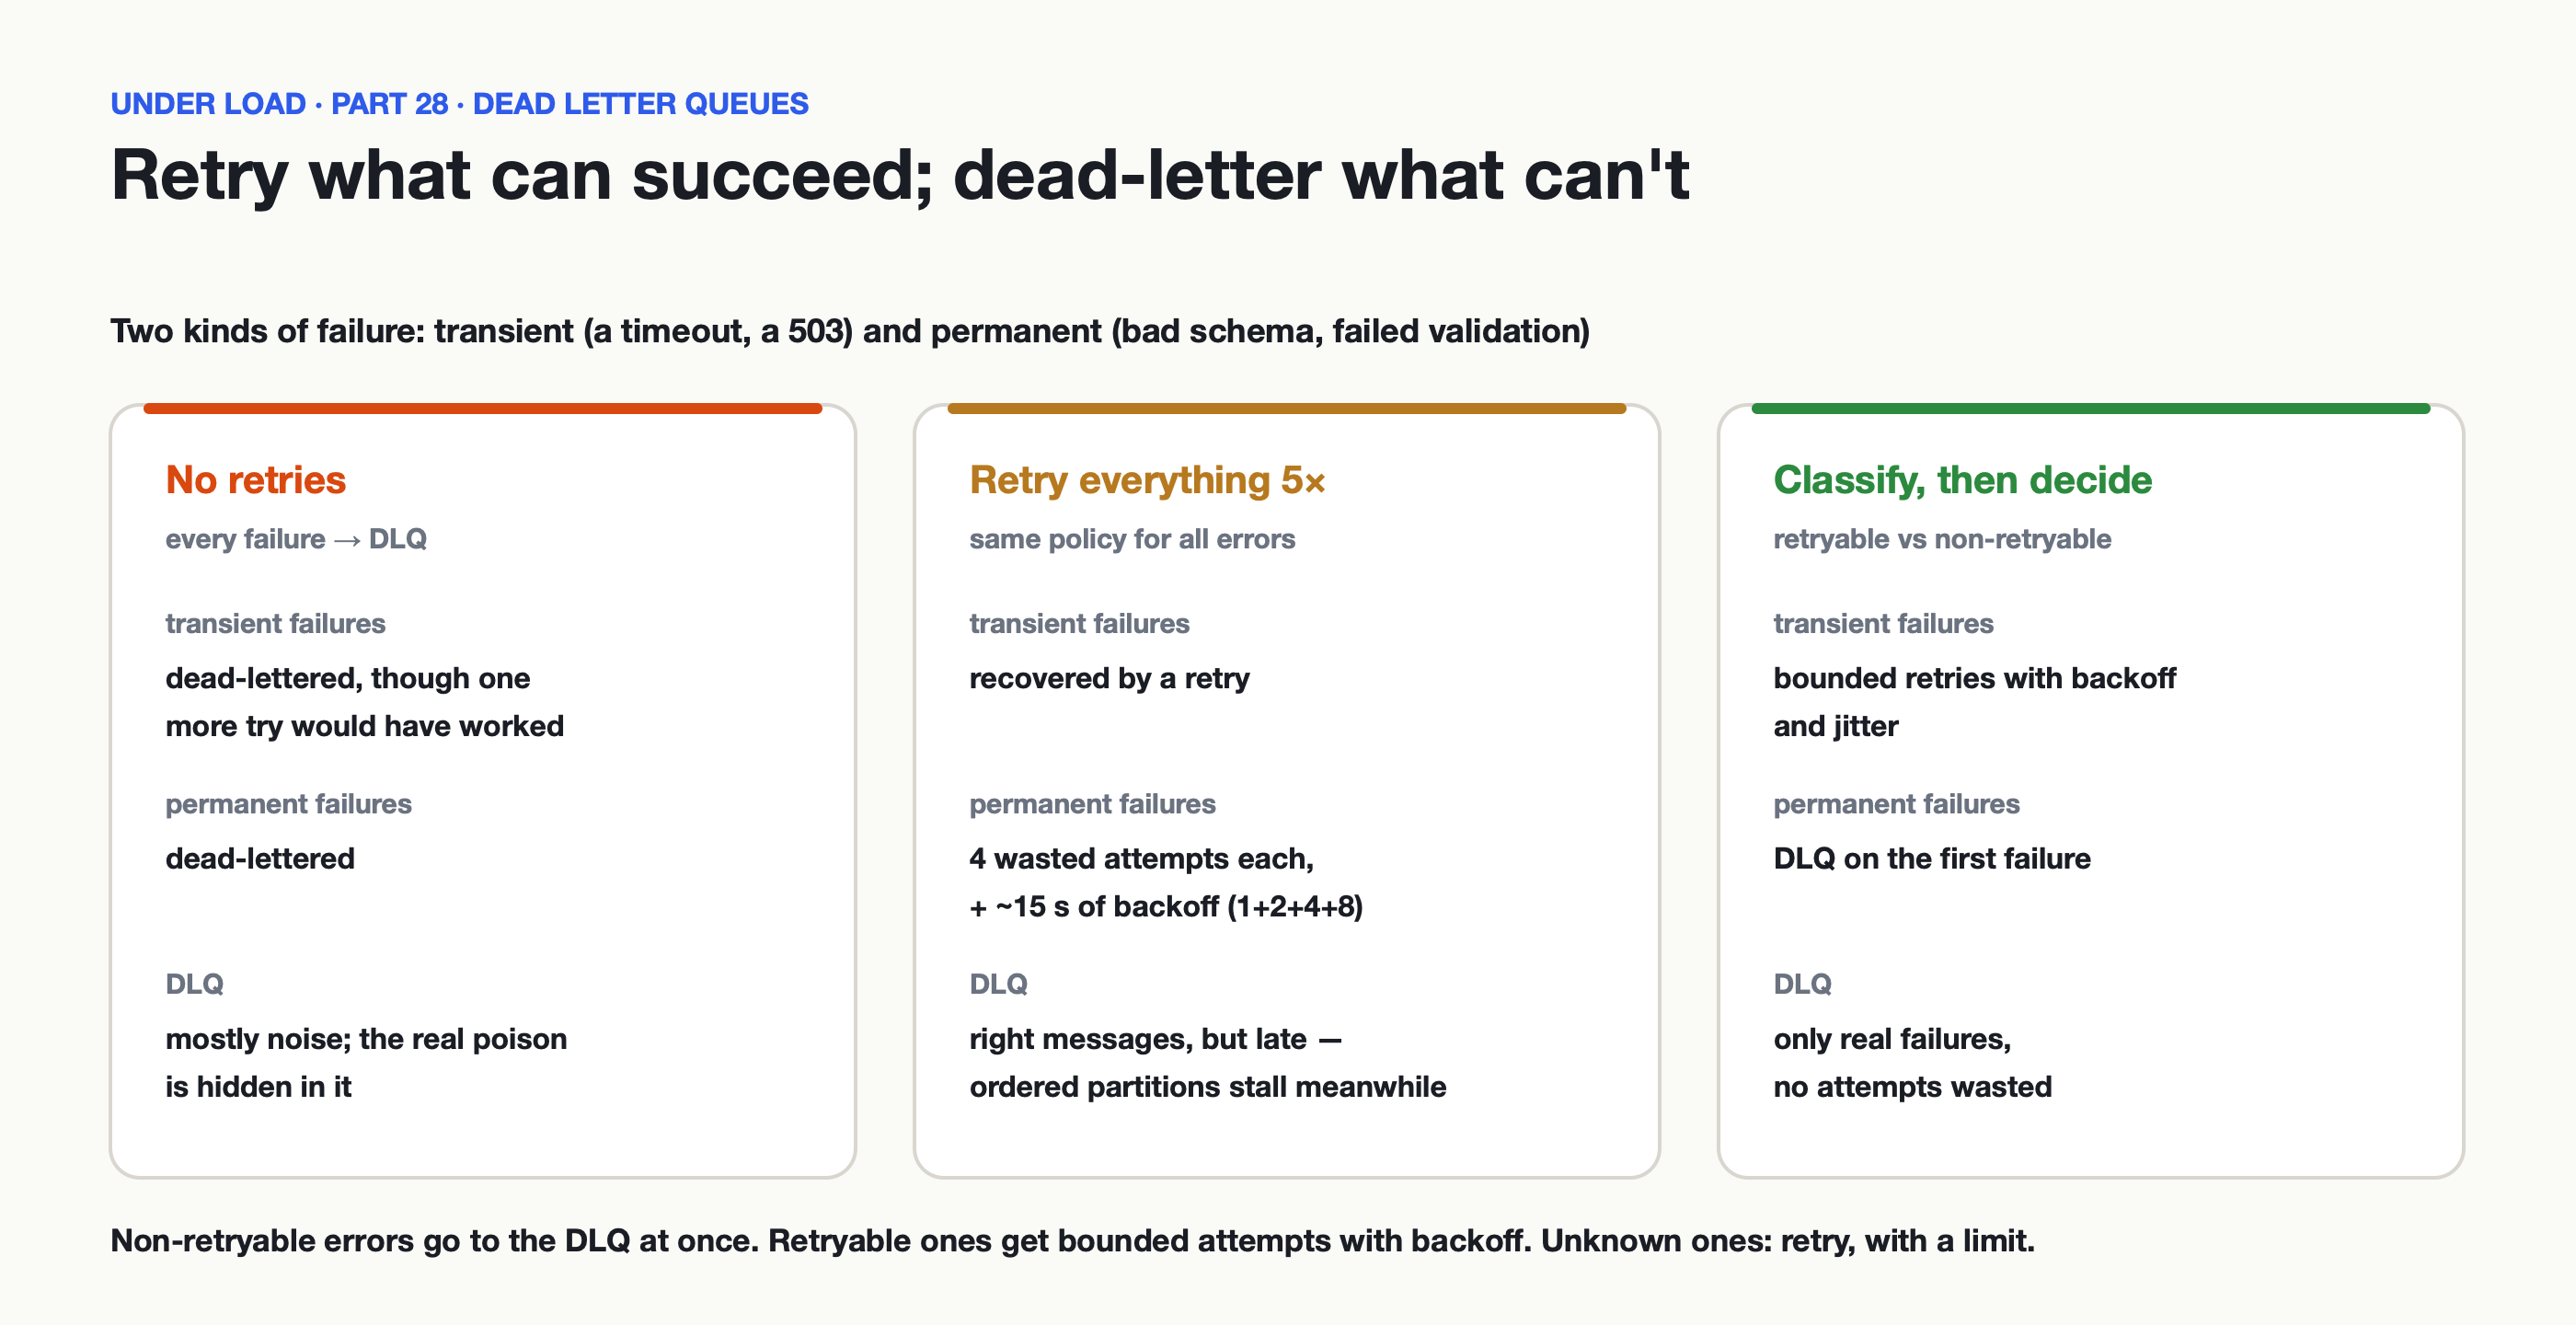 UNDER LOAD · PART 28 · DEAD LETTER QUEUES
Retry what can succeed; dead-letter what can't
Two kinds of failure: transient (a timeout, a 503) and permanent (bad schema, failed validation)
No retries
every failure → DLQ
transient failures
dead-lettered, though one
more try would have worked
permanent failures
dead-lettered
DLQ
mostly noise; the real poison
is hidden in it
Retry everything 5×
same policy for all errors
transient failures
recovered by a retry
permanent failures
4 wasted attempts each,
+ ~15 s of backoff (1+2+4+8)
DLQ
right messages, but late —
ordered partitions stall meanwhile
Classify, then decide
retryable vs non-retryable
transient failures
bounded retries with backoff
and jitter
permanent failures
DLQ on the first failure
DLQ
only real failures,
no attempts wasted
Non-retryable errors go to the DLQ at once. Retryable ones get bounded attempts with backoff. Unknown ones: retry, with a limit.